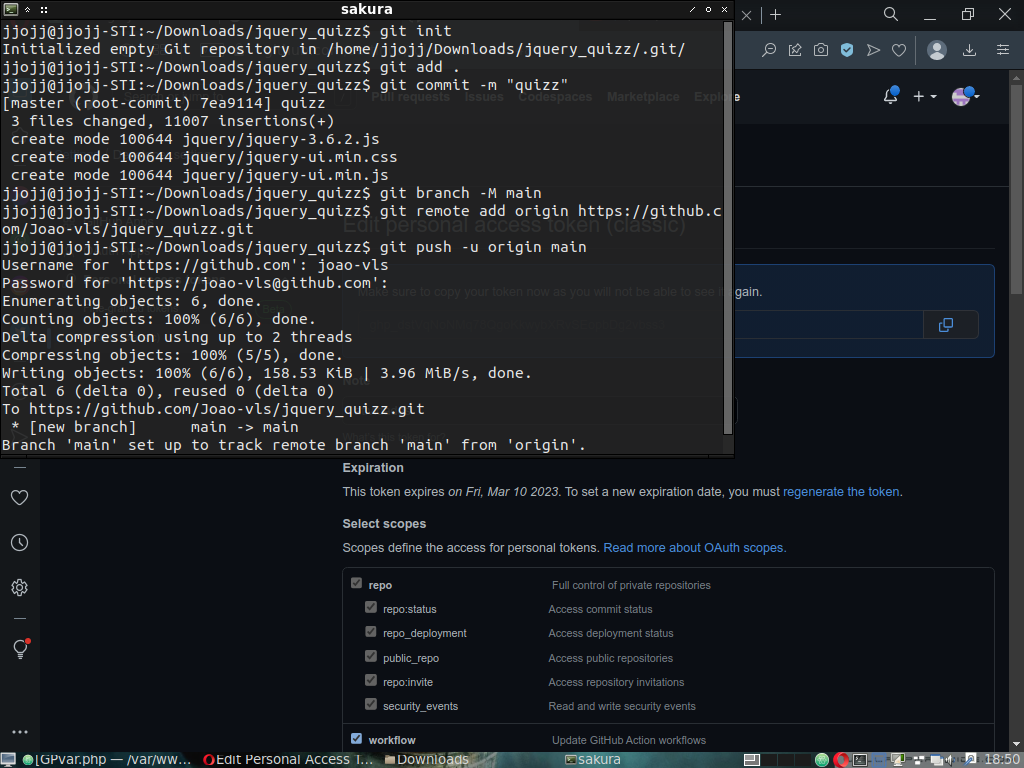 sakura
jjojj@jjojj-STI:~/Downloads/jquery_quizz$ git init
Initialized empty Git repository in /home/jjojj/Downloads/jquery_quizz/.git/
jjojj@jjojj-STI:~/Downloads/jquery_quizz$ git add .
jjojj@jjojj-STI:~/Downloads/jquery_quizz$ git commit -m "quizz"
[master (root-commit) 7ea9114] quizz
Pull requests Issues Codespaces Marketplace Explore
3 files changed, 11007 insertions(+)
create mode 100644 jquery/jquery-3.6.2.js
create mode 100644 jquery/jquery-ui.min.css
create mode 100644 jquery/jquery-ui.min.js
jjojj@jjojj-STI:~/Downloads/jquery_quizz$ git branch -M main
jjojj@jjojj-STI:~/Downloads/jquery_quizz$ git remote add origin https://github.c
om/Joao-vls/jquery_quizz.git
Edit personal access token (classic)
jjojj@jjojj-STI:~/Downloads/jquery_quizz$ git push -u origin main
Username for 'https://github.com': joao-vls
Password for 'https://joao-vls@github.com':
Make sure to copy your token now as you will not be able to see it again.
Enumerating objects: 6, done.
Counting objects: 100% (6/6), done.
Delta compression using up to 2 threads
Compressing objects: 100% (5/5), done.
Writing objects: 100% (6/6), 158.53 KiB | 3.96 MiB/s, done.
Note
Total 6 (delta 0), reused 0 (delta 0)
To https://github.com/Joao-vls/jquery_quizz.git
* [new branch] main -> main
Branch 'main' set up to track remote branch 'main' from 'origin'.
Expiration
This token expires on Fri, Mar 10 2023. To set a new expiration date, you must regenerate the token.
Select scopes
Scopes define the access for personal tokens. Read more about OAuth scopes.
repo Full control of private repositories
repo:status Access commit status
repo_deployment Access deployment status
public_repo Access public repositories
repo:invite Access repository invitations
security_events Read and write security events
workflow Update GitHub Action workflows
[GPvar.php — /var/ww... Edit Personal Access T... Downloads sakura 18:50